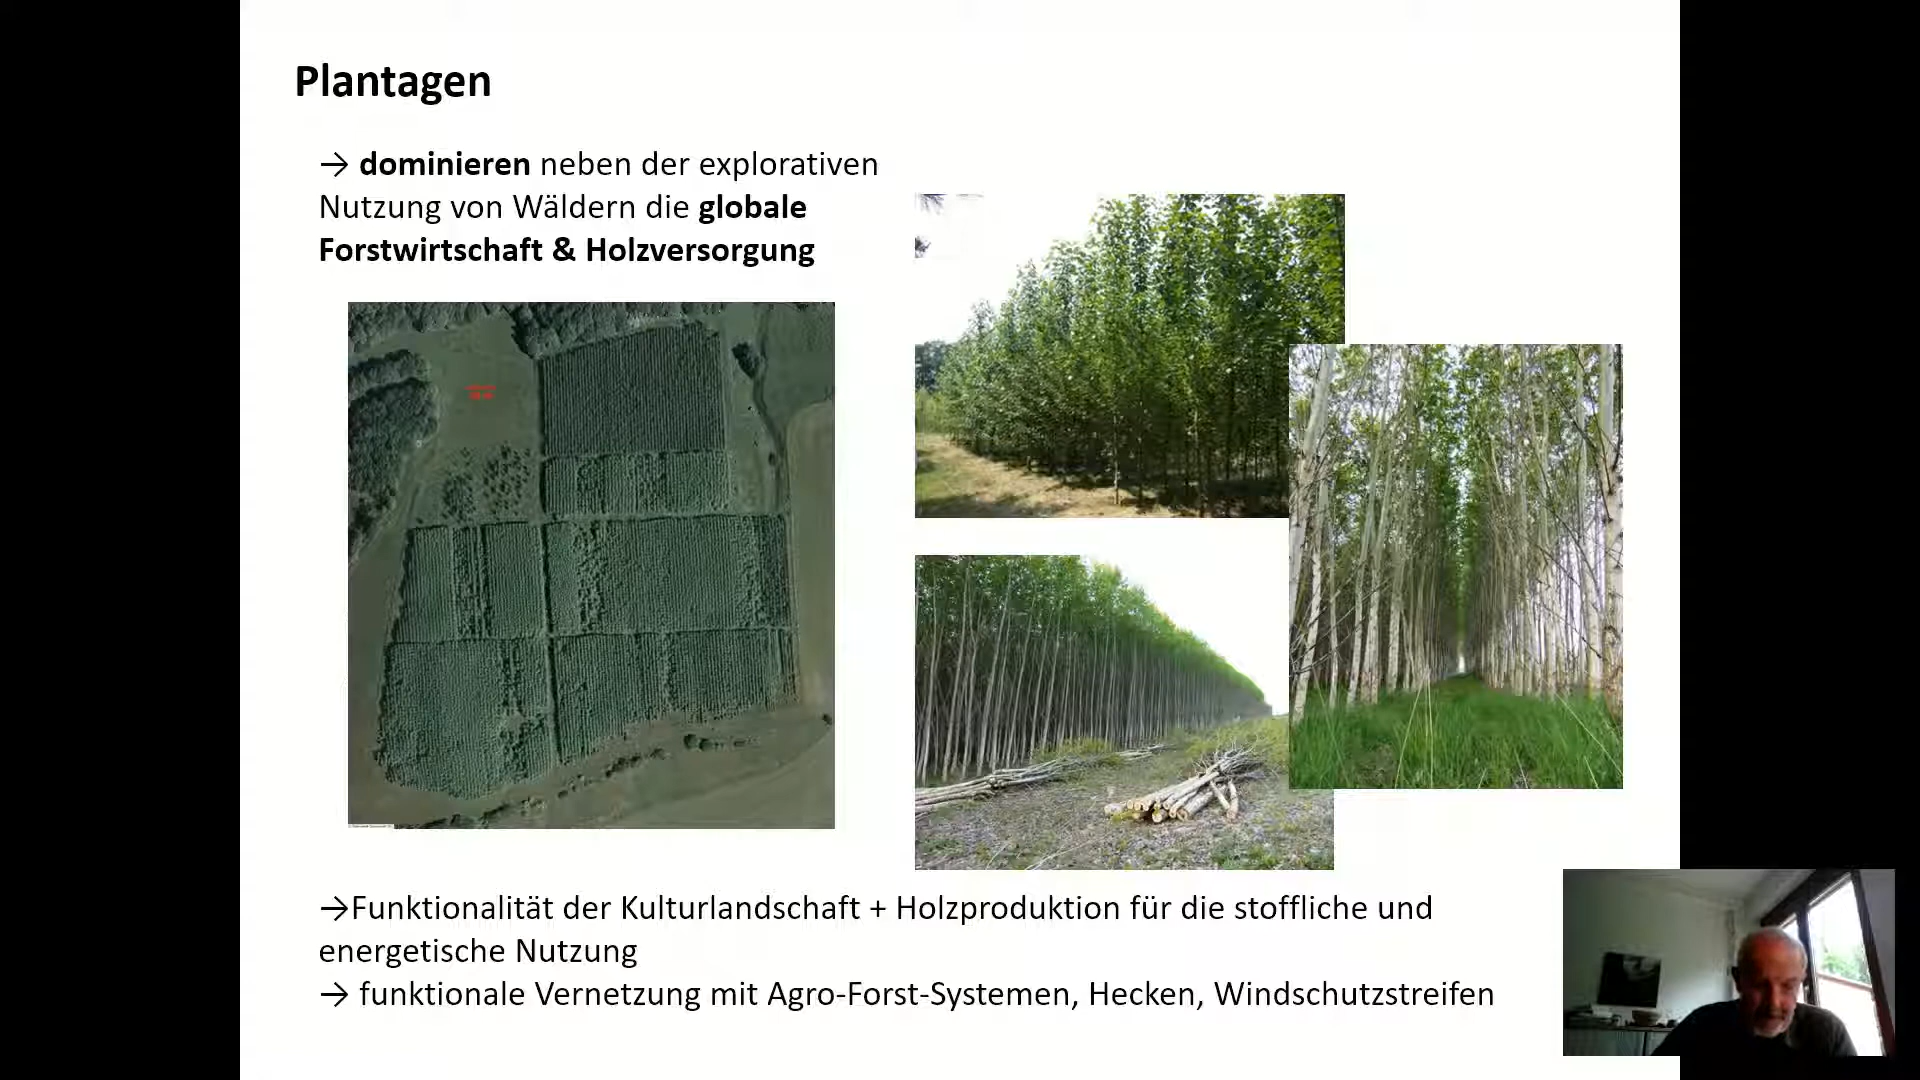 Plantagen
→ dominieren neben der explorativen
Nutzung von Wäldern die globale
Forstwirtschaft & Holzversorgung
→Funktionalität der Kulturlandschaft + Holzproduktion für die stoffliche und
energetische Nutzung
→ funktionale Vernetzung mit Agro-Forst-Systemen, Hecken, Windschutzstreifen